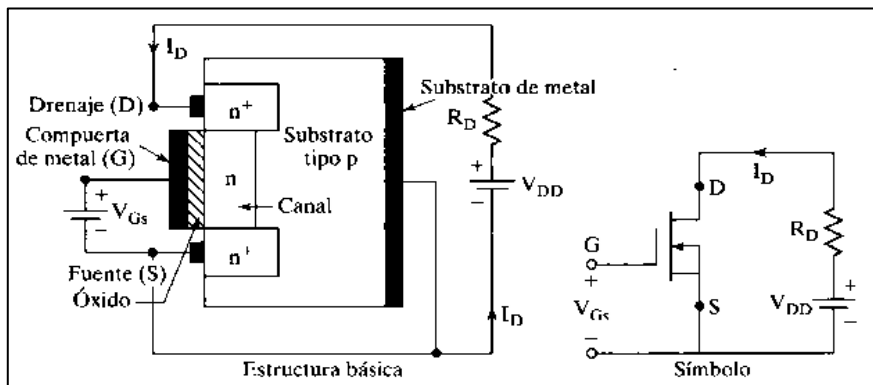 I_D
Drenaje (D)
Compuerta
de metal (G)
+
V_Gs
−
Fuente (S)
Óxido
n⁺
n
n⁺
Substrato
tipo p
Canal
Substrato de metal
R_D
+
−
V_DD
I_D
Estructura básica
I_D
D
G
+
V_Gs
−
S
R_D
V_DD
+
−
Símbolo